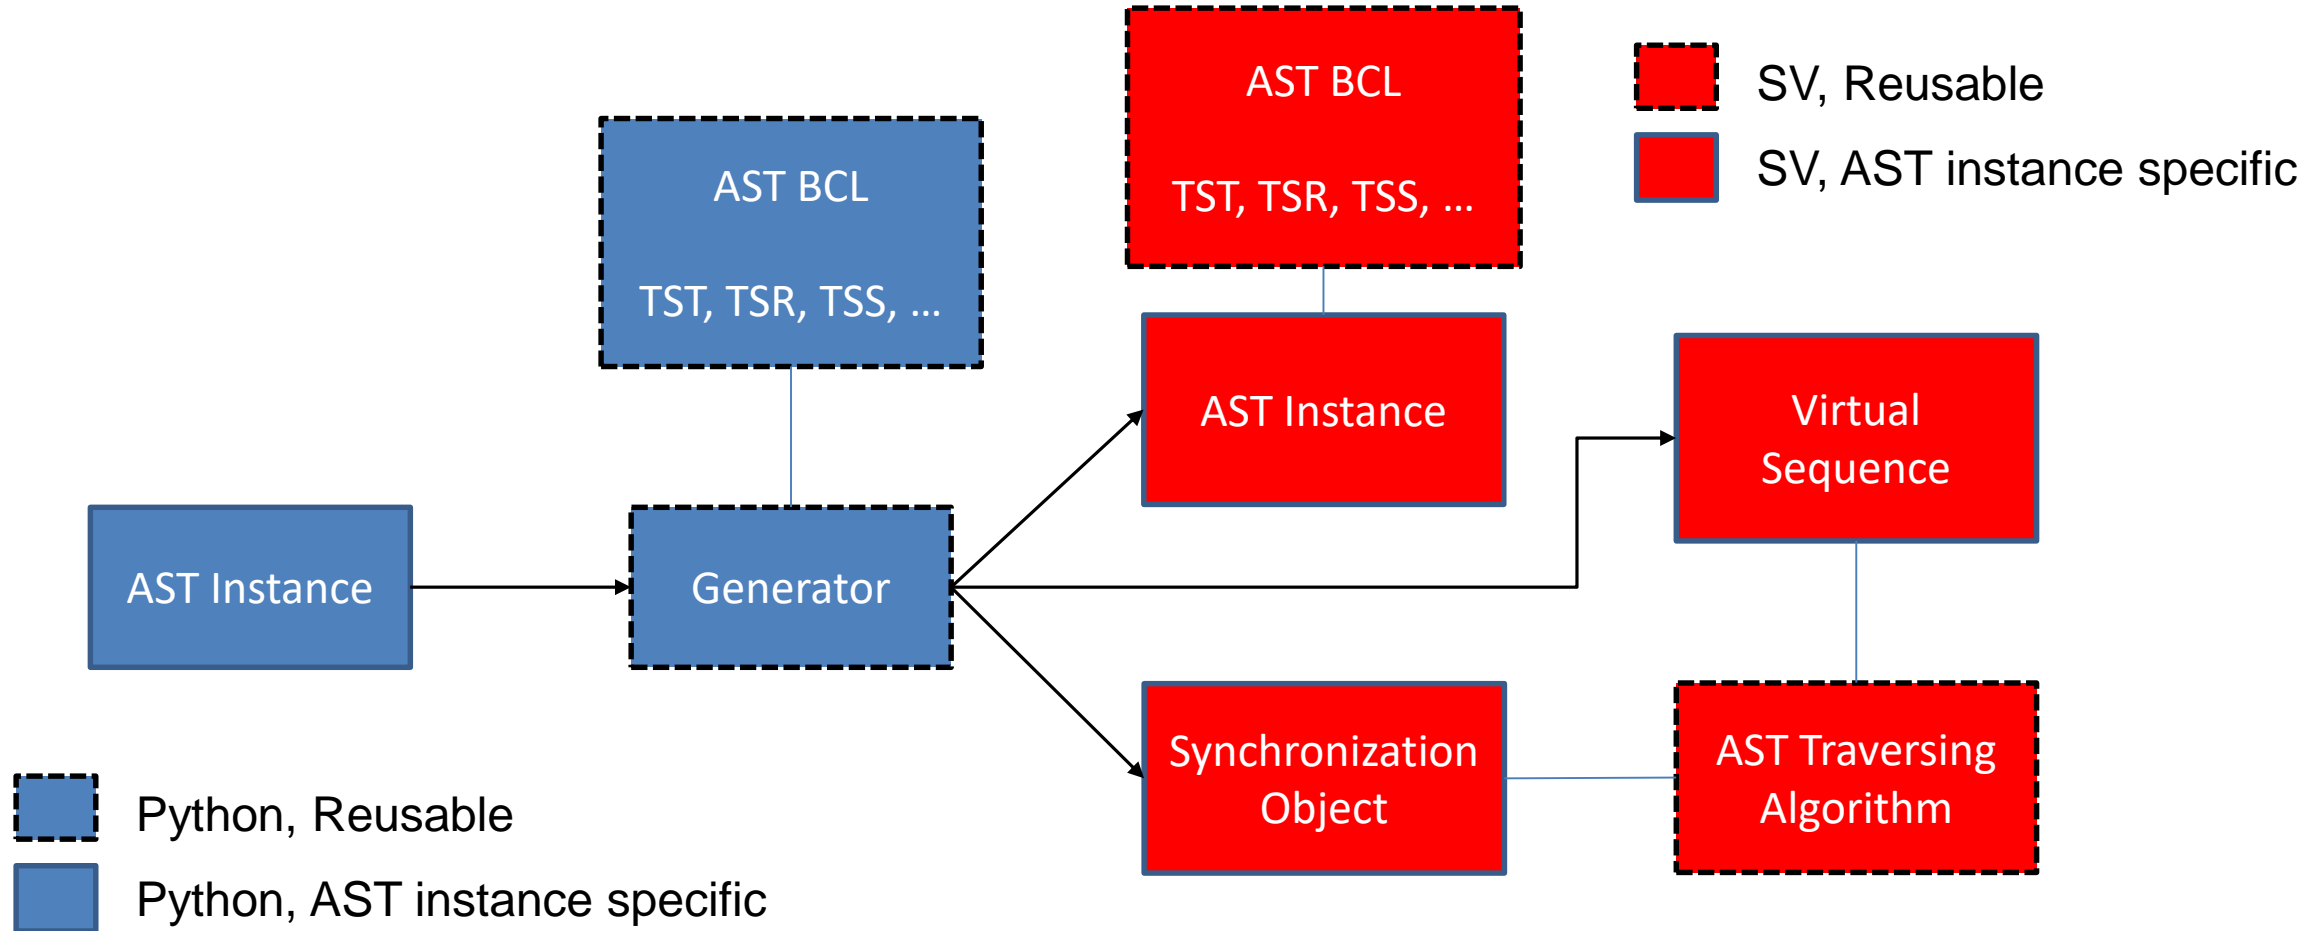 AST BCL
TST, TSR, TSS, ...
SV, Reusable
SV, AST instance specific
AST BCL
TST, TSR, TSS, ...
AST Instance
Virtual
Sequence
AST Instance
Generator
Synchronization
Object
AST Traversing
Algorithm
Python, Reusable
Python, AST instance specific